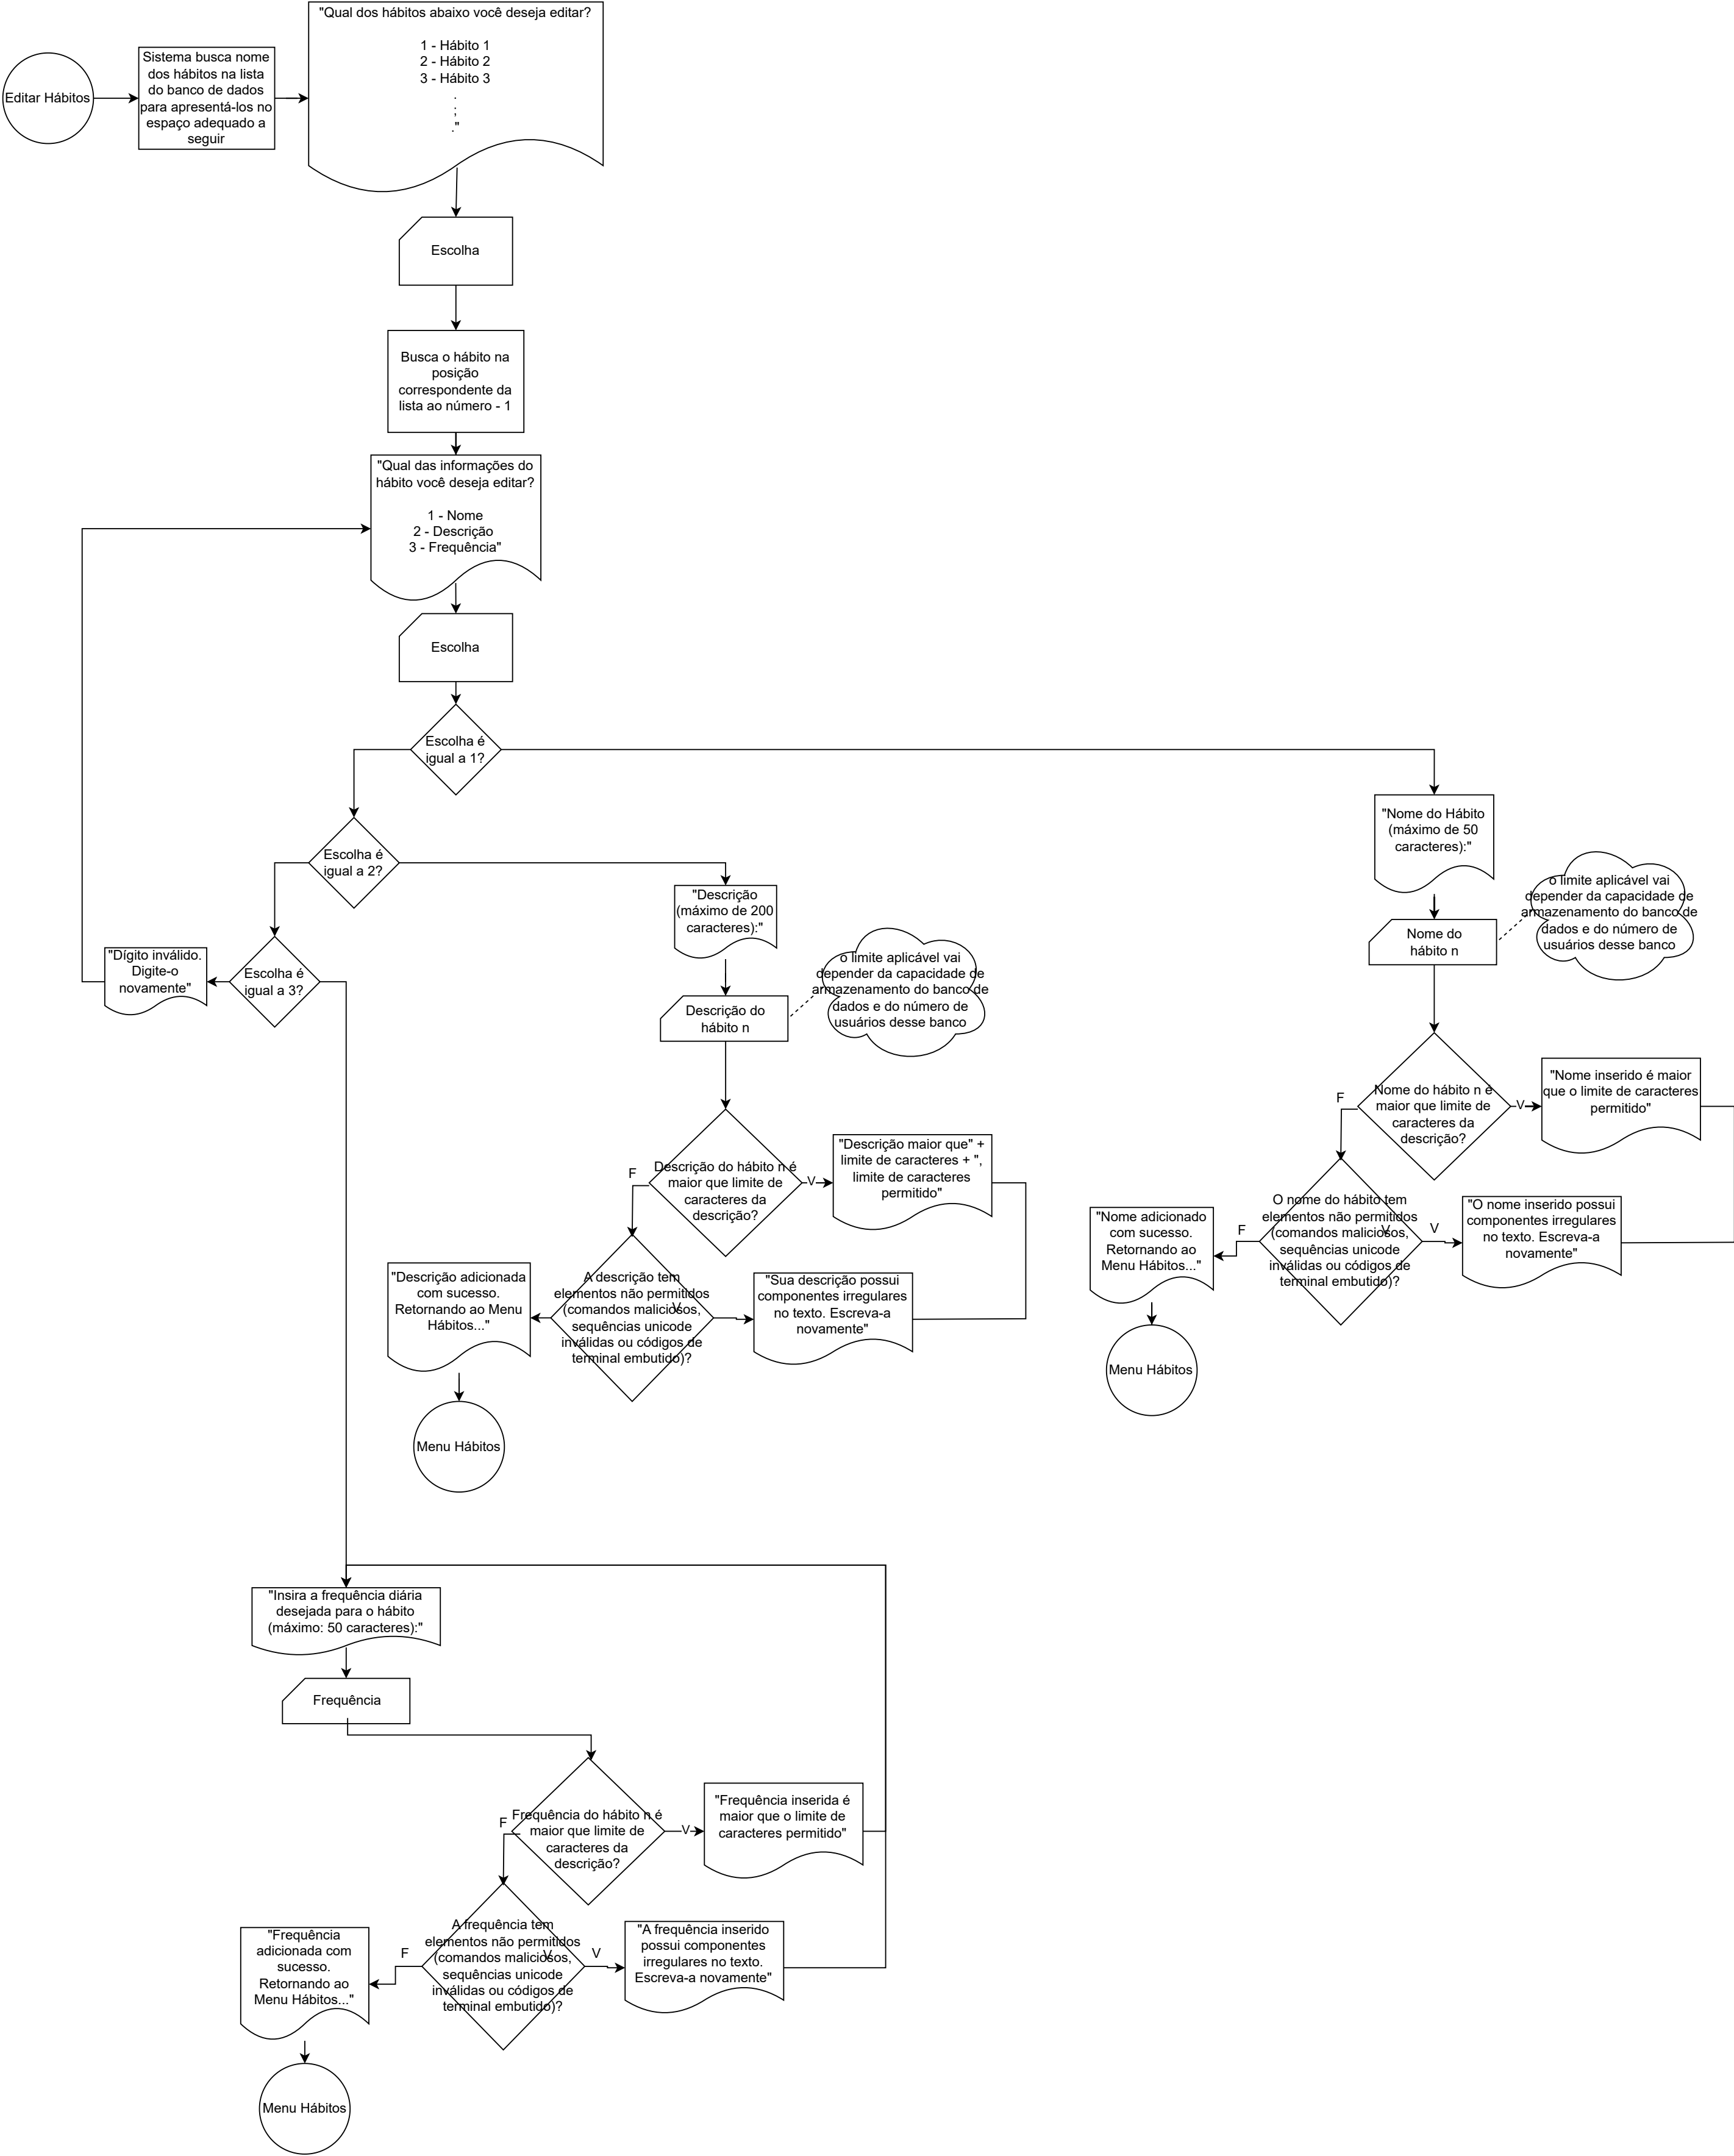 Editar Hábitos
Sistema busca nome
dos hábitos na lista
do banco de dados
para apresentá-los no
espaço adequado a
seguir
"Qual dos hábitos abaixo você deseja editar?
1 - Hábito 1
2 - Hábito 2
3 - Hábito 3
.
;
."
Escolha
Busca o hábito na
posição
correspondente da
lista ao número - 1
"Qual das informações do
hábito você deseja editar?
1 - Nome
2 - Descrição
3 - Frequência"
Escolha
Escolha é
igual a 1?
Escolha é
igual a 2?
Escolha é
igual a 3?
"Dígito inválido.
Digite-o
novamente"
"Nome do Hábito
(máximo de 50
caracteres):"
o limite aplicável vai
depender da capacidade de
armazenamento do banco de
dados e do número de
usuários desse banco
Nome do
hábito n
Nome do hábito n é
maior que limite de
caracteres da
descrição?
V
F
"Nome inserido é maior
que o limite de caracteres
permitido"
O nome do hábito tem
elementos não permitidos
(comandos maliciosos,
sequências unicode
inválidas ou códigos de
terminal embutido)?
V
V
F
"O nome inserido possui
componentes irregulares
no texto. Escreva-a
novamente"
"Nome adicionado
com sucesso.
Retornando ao
Menu Hábitos..."
Menu Hábitos
"Descrição
(máximo de 200
caracteres):"
o limite aplicável vai
depender da capacidade de
armazenamento do banco de
dados e do número de
usuários desse banco
Descrição do
hábito n
Descrição do hábito n é
maior que limite de
caracteres da
descrição?
V
F
"Descrição maior que" +
limite de caracteres + ",
limite de caracteres
permitido"
A descrição tem
elementos não permitidos
(comandos maliciosos,
sequências unicode
inválidas ou códigos de
terminal embutido)?
V
"Sua descrição possui
componentes irregulares
no texto. Escreva-a
novamente"
"Descrição adicionada
com sucesso.
Retornando ao Menu
Hábitos..."
Menu Hábitos
"Insira a frequência diária
desejada para o hábito
(máximo: 50 caracteres):"
Frequência
Frequência do hábito n é
maior que limite de
caracteres da
descrição?
V
F
"Frequência inserida é
maior que o limite de
caracteres permitido"
A frequência tem
elementos não permitidos
(comandos maliciosos,
sequências unicode
inválidas ou códigos de
terminal embutido)?
V
V
F
"A frequência inserido
possui componentes
irregulares no texto.
Escreva-a novamente"
"Frequência
adicionada com
sucesso.
Retornando ao
Menu Hábitos..."
Menu Hábitos